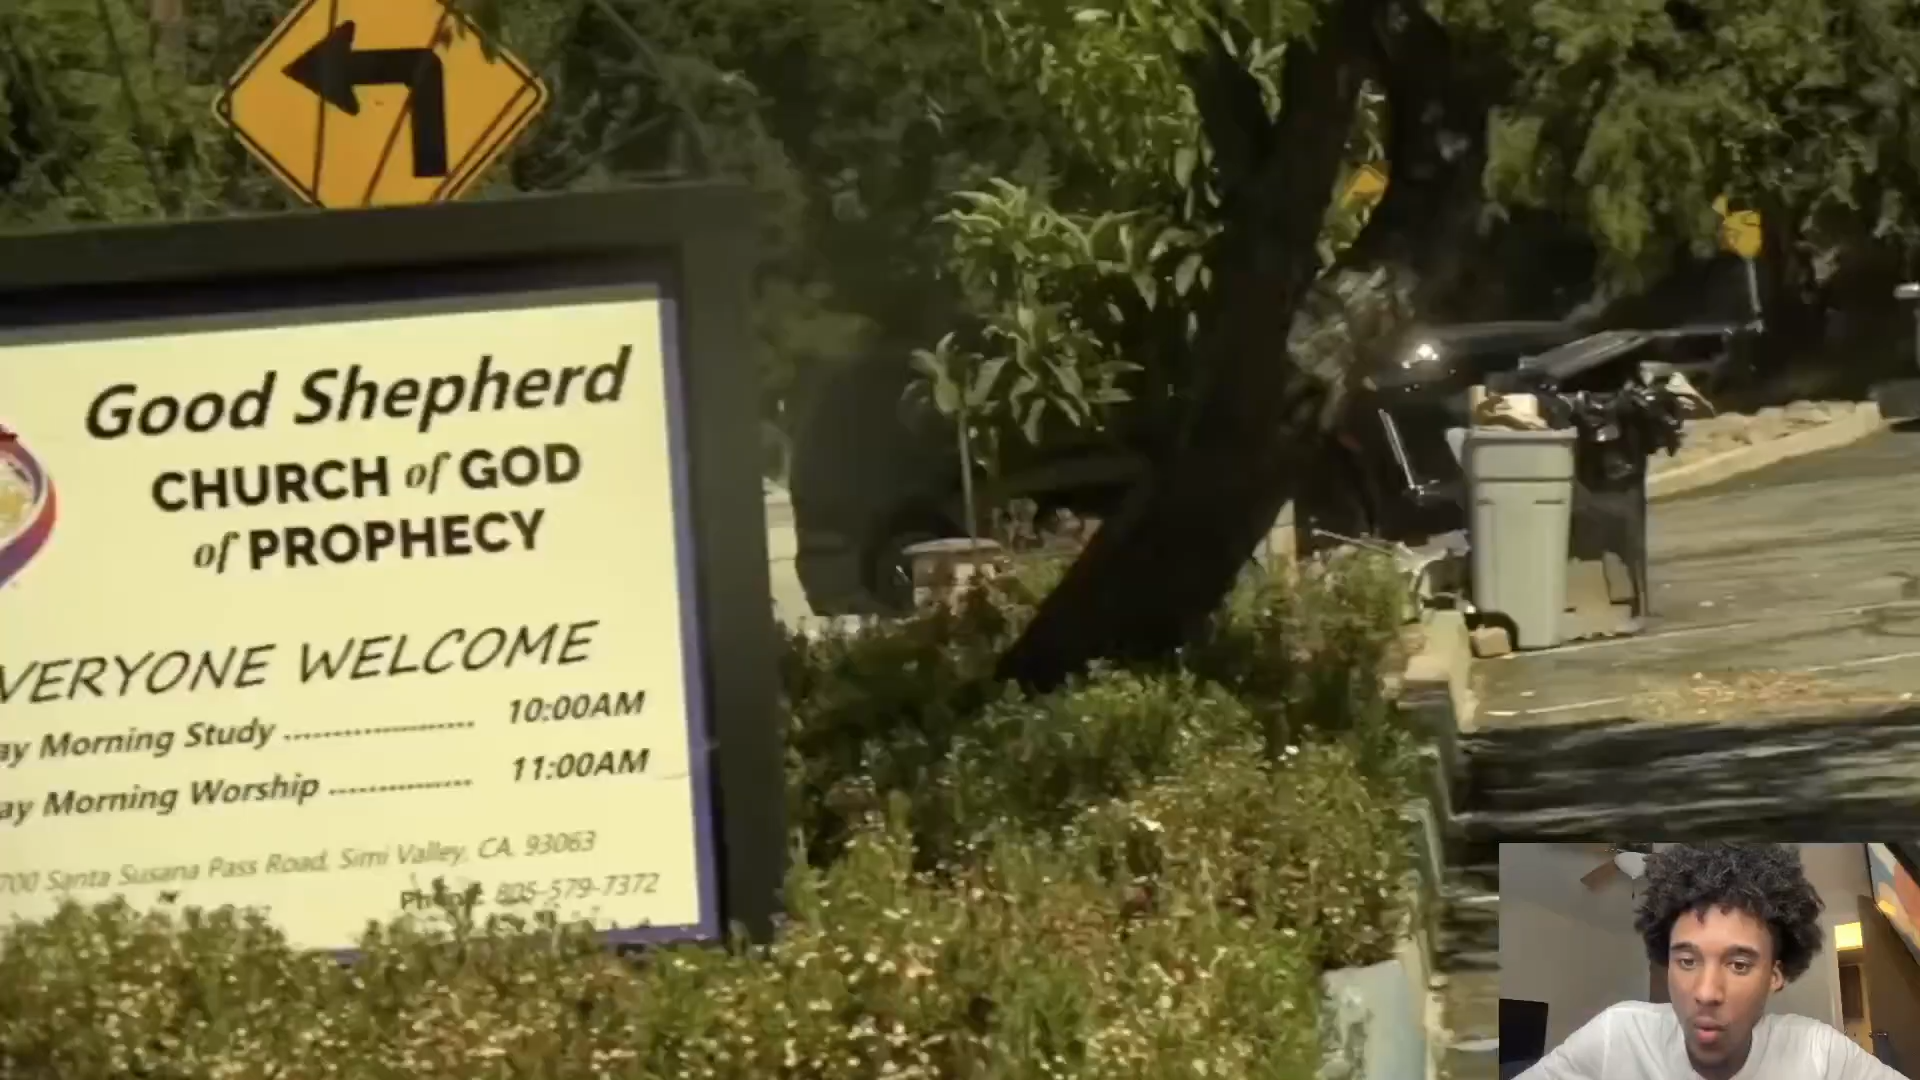 Good Shepherd
CHURCH of GOD
of PROPHECY
VERYONE WELCOME
ay Morning Study ................... 10:00AM
ay Morning Worship .............. 11:00AM
700 Santa Susana Pass Road, Simi Valley, CA, 93063
Phone: 805-579-7372